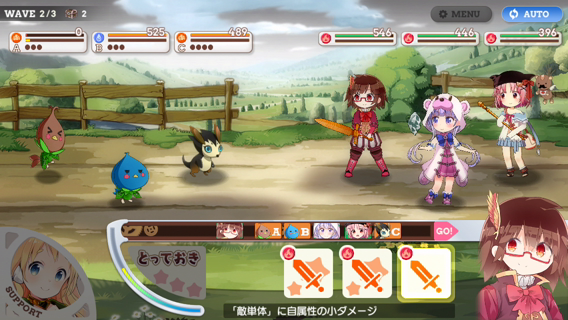 WAVE 2/3 2
MENU
AUTO
0
525
489
546
446
396
A
B
C
A B C GO!
とっておき
SUPPORT
「敵単体」に自属性の小ダメージ